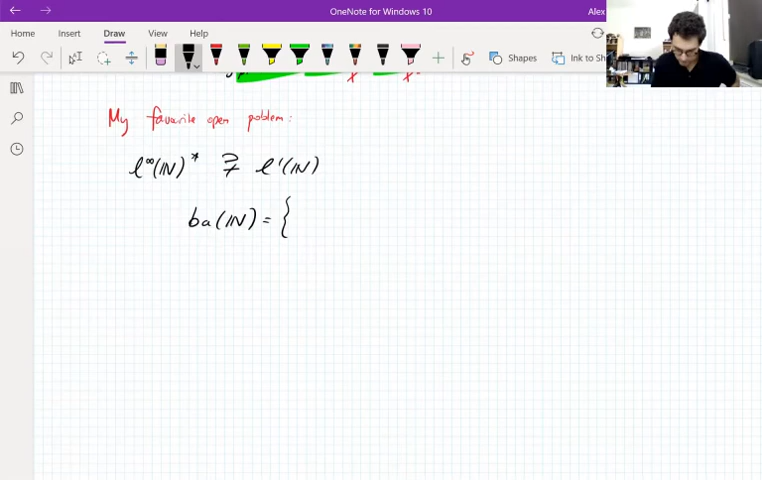 OneNote for Windows 10
Alex
Home Insert Draw View Help
Shapes Ink to Sh
My favorite open problem:
ℓ^∞(ℕ)* ⊋ ℓ¹(ℕ)
ba(ℕ) = {